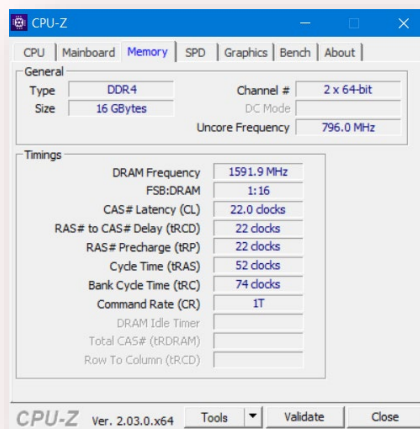 CPU-Z
CPU Mainboard Memory SPD Graphics Bench About
General
Type DDR4 Channel # 2 x 64-bit
Size 16 GBytes DC Mode
Uncore Frequency 796.0 MHz
Timings
DRAM Frequency 1591.9 MHz
FSB:DRAM 1:16
CAS# Latency (CL) 22.0 clocks
RAS# to CAS# Delay (tRCD) 22 clocks
RAS# Precharge (tRP) 22 clocks
Cycle Time (tRAS) 52 clocks
Bank Cycle Time (tRC) 74 clocks
Command Rate (CR) 1T
DRAM Idle Timer
Total CAS# (tRDRAM)
Row To Column (tRCD)
CPU-Z Ver. 2.03.0.x64 Tools Validate Close